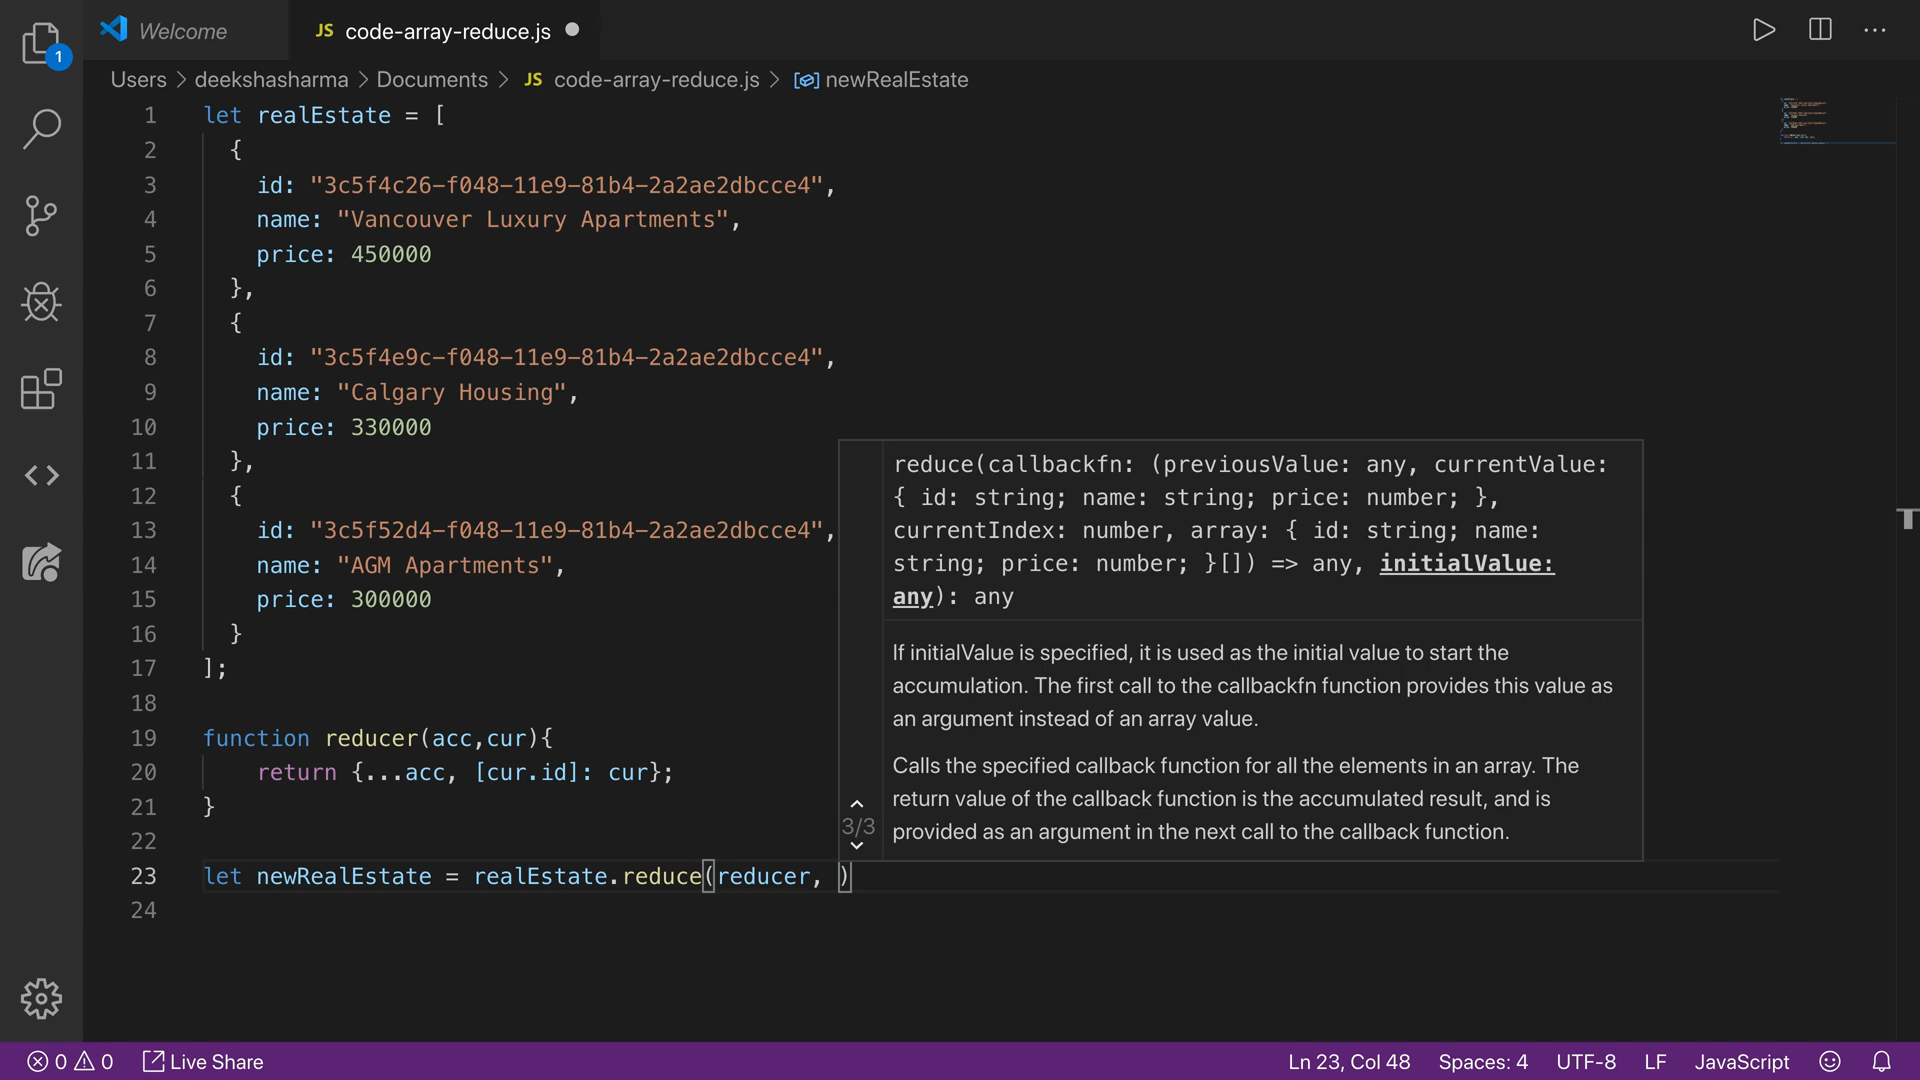 Welcome
JS code-array-reduce.js
1
Users > deekshasharma > Documents > JS code-array-reduce.js > newRealEstate
1 let realEstate = [
2 {
3 id: "3c5f4c26-f048-11e9-81b4-2a2ae2dbcce4",
4 name: "Vancouver Luxury Apartments",
5 price: 450000
6 },
7 {
8 id: "3c5f4e9c-f048-11e9-81b4-2a2ae2dbcce4",
9 name: "Calgary Housing",
10 price: 330000
11 },
12 {
13 id: "3c5f52d4-f048-11e9-81b4-2a2ae2dbcce4",
14 name: "AGM Apartments",
15 price: 300000
16 }
17 ];
18
19 function reducer(acc,cur){
20 return {...acc, [cur.id]: cur};
21 }
22
23 let newRealEstate = realEstate.reduce(reducer, )
24
reduce(callbackfn: (previousValue: any, currentValue:
{ id: string; name: string; price: number; },
currentIndex: number, array: { id: string; name:
string; price: number; }[]) => any, initialValue:
any): any
If initialValue is specified, it is used as the initial value to start the
accumulation. The first call to the callbackfn function provides this value as
an argument instead of an array value.
Calls the specified callback function for all the elements in an array. The
return value of the callback function is the accumulated result, and is
provided as an argument in the next call to the callback function.
3/3
0 0 Live Share
Ln 23, Col 48 Spaces: 4 UTF-8 LF JavaScript